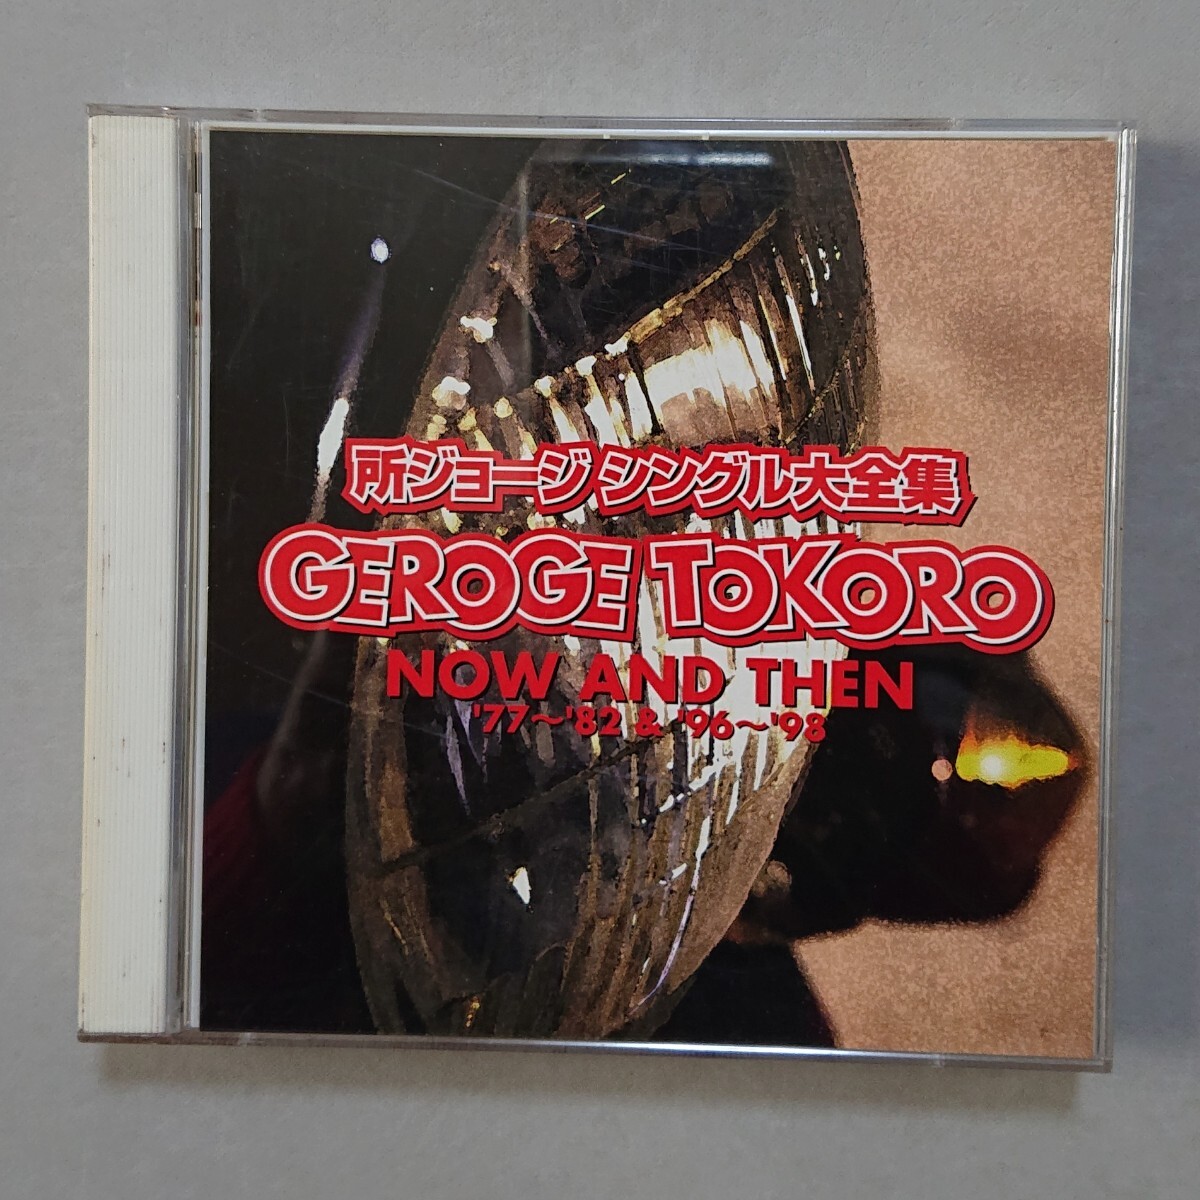 所ジョージ シングル大全集
GEROGE TOKORO
NOW AND THEN
'77〜'82 & '96〜'98